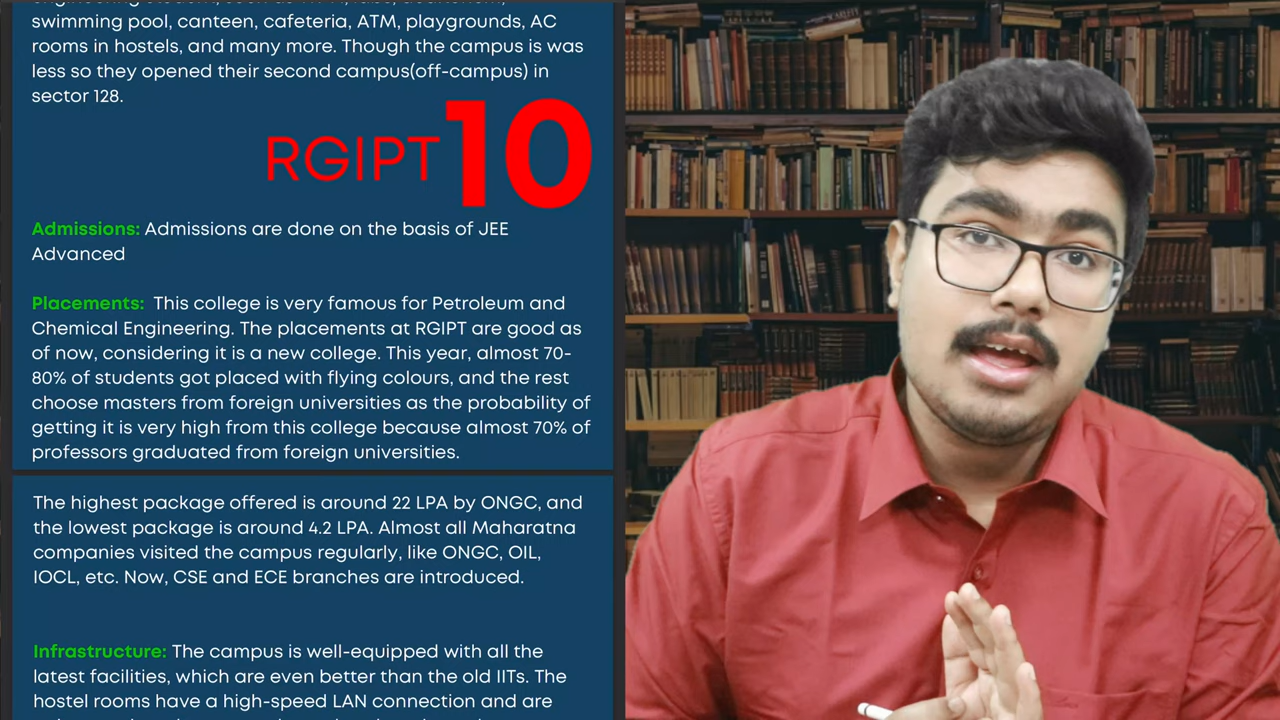 swimming pool, canteen, cafeteria, ATM, playgrounds, AC
rooms in hostels, and many more. Though the campus is was
less so they opened their second campus(off-campus) in
sector 128.
RGIPT 10
Admissions: Admissions are done on the basis of JEE
Advanced
Placements: This college is very famous for Petroleum and
Chemical Engineering. The placements at RGIPT are good as
of now, considering it is a new college. This year, almost 70-
80% of students got placed with flying colours, and the rest
choose masters from foreign universities as the probability of
getting it is very high from this college because almost 70% of
professors graduated from foreign universities.
The highest package offered is around 22 LPA by ONGC, and
the lowest package is around 4.2 LPA. Almost all Maharatna
companies visited the campus regularly, like ONGC, OIL,
IOCL, etc. Now, CSE and ECE branches are introduced.
Infrastructure: The campus is well-equipped with all the
latest facilities, which are even better than the old IITs. The
hostel rooms have a high-speed LAN connection and are